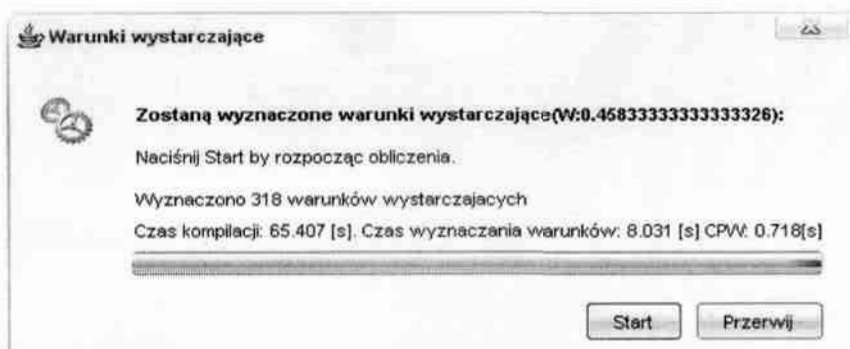 Warunki wystarczające
Zostaną wyznaczone warunki wystarczające(W:0.45833333333333326):
Naciśnij Start by rozpocząc obliczenia.
Wyznaczono 318 warunków wystarczajacych
Czas kompilacji: 65.407 [s]. Czas wyznaczania warunków: 8.031 [s] CPW: 0.718[s]
Start Przerwij